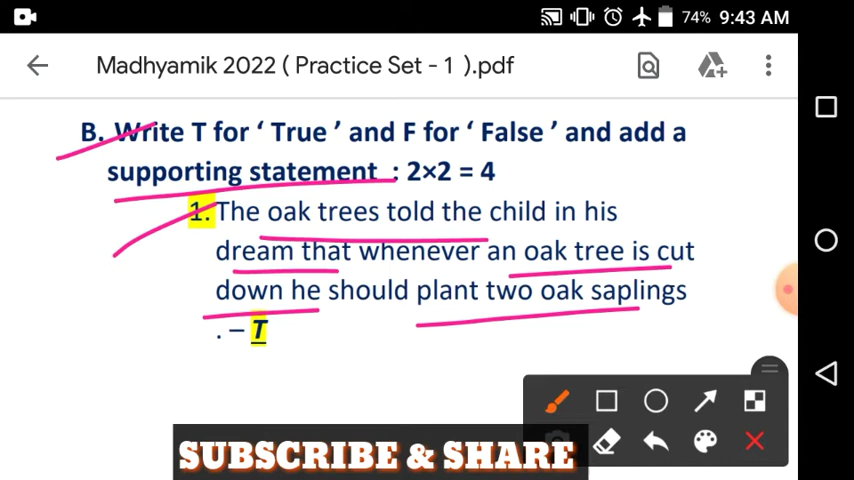 74% 9:43 AM
Madhyamik 2022 ( Practice Set - 1 ).pdf
B. Write T for ‘ True ’ and F for ‘ False ’ and add a
supporting statement : 2×2 = 4
1. The oak trees told the child in his
dream that whenever an oak tree is cut
down he should plant two oak saplings
. – T
SUBSCRIBE & SHARE